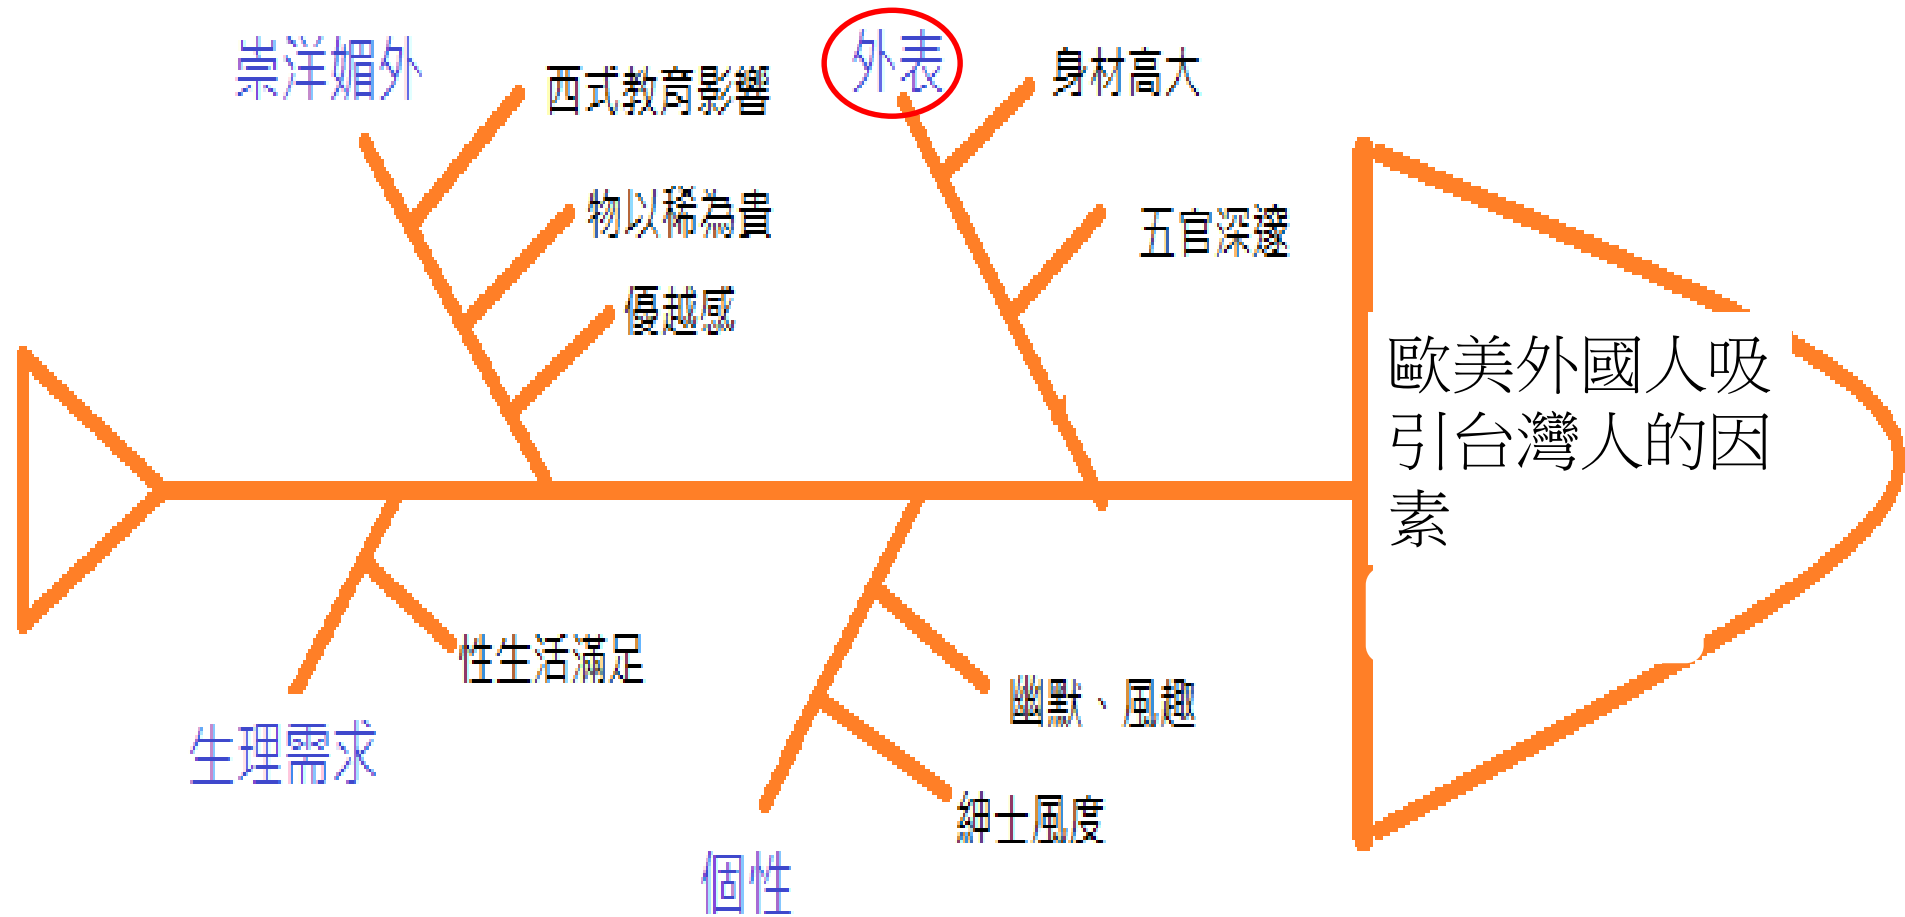 崇洋媚外
西式教育影響
物以稀為貴
優越感
外表
身材高大
五官深邃
歐美外國人吸
引台灣人的因
素
性生活滿足
生理需求
幽默、風趣
紳士風度
個性